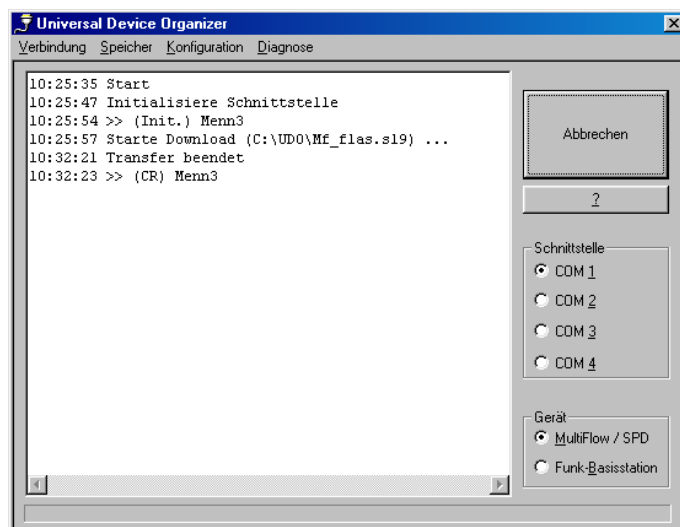 Universal Device Organizer
Verbindung Speicher Konfiguration Diagnose
10:25:35 Start
10:25:47 Initialisiere Schnittstelle
10:25:54 >> (Init.) Menn3
10:25:57 Starte Download (C:\UDO\Mf_flas.s19) ...
10:32:21 Transfer beendet
10:32:23 >> (CR) Menn3
Abbrechen
?
Schnittstelle
COM 1
COM 2
COM 3
COM 4
Gerät
MultiFlow / SPD
Funk-Basisstation